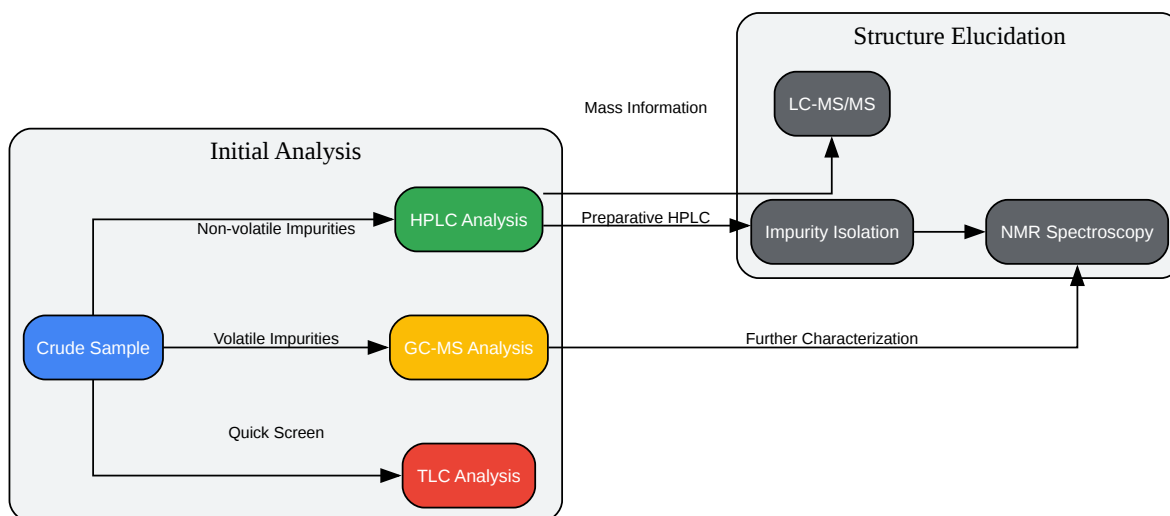 Structure Elucidation
LC-MS/MS
Mass Information
Initial Analysis
HPLC Analysis
Preparative HPLC
Impurity Isolation
NMR Spectroscopy
Non-volatile Impurities
Crude Sample
Volatile Impurities
GC-MS Analysis
Further Characterization
Quick Screen
TLC Analysis